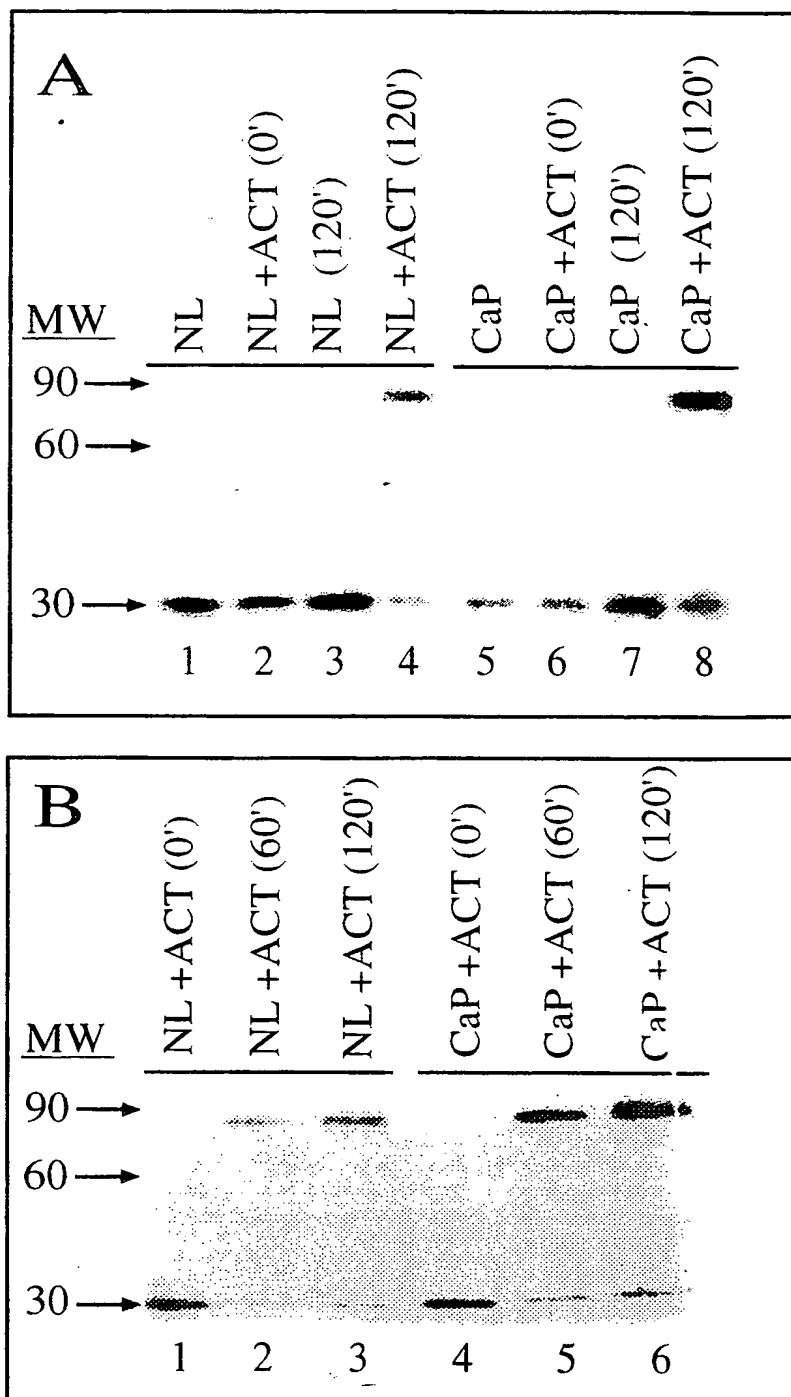 A
NL
NL +ACT (0')
NL (120')
NL +ACT (120')
CaP
CaP +ACT (0')
CaP (120')
CaP +ACT (120')
MW
90
60
30
1 2 3 4 5 6 7 8
B
NL +ACT (0')
NL +ACT (60')
NL +ACT (120')
CaP +ACT (0')
CaP +ACT (60')
CaP +ACT (120')
MW
90
60
30
1 2 3 4 5 6